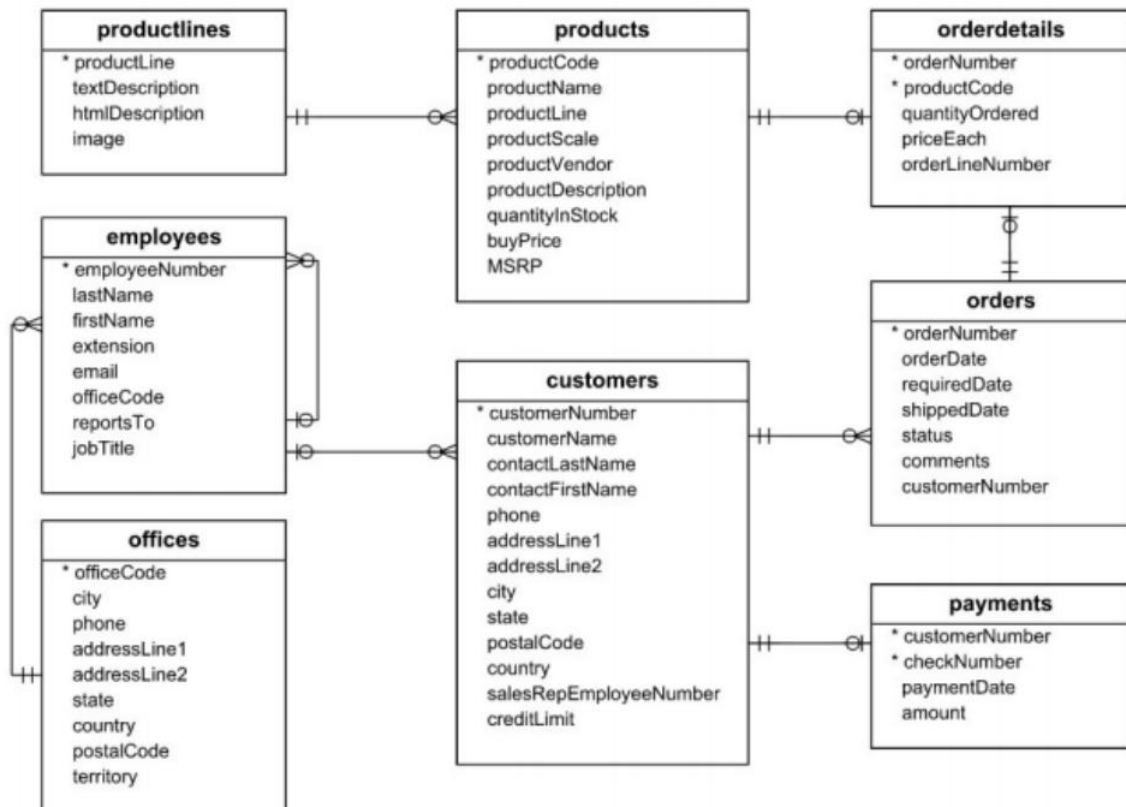 productlines
* productLine
textDescription
htmlDescription
image
products
* productCode
productName
productLine
productScale
productVendor
productDescription
quantityInStock
buyPrice
MSRP
orderdetails
* orderNumber
* productCode
quantityOrdered
priceEach
orderLineNumber
employees
* employeeNumber
lastName
firstName
extension
email
officeCode
reportsTo
jobTitle
customers
* customerNumber
customerName
contactLastName
contactFirstName
phone
addressLine1
addressLine2
city
state
postalCode
country
salesRepEmployeeNumber
creditLimit
orders
* orderNumber
orderDate
requiredDate
shippedDate
status
comments
customerNumber
offices
* officeCode
city
phone
addressLine1
addressLine2
state
country
postalCode
territory
payments
* customerNumber
* checkNumber
paymentDate
amount